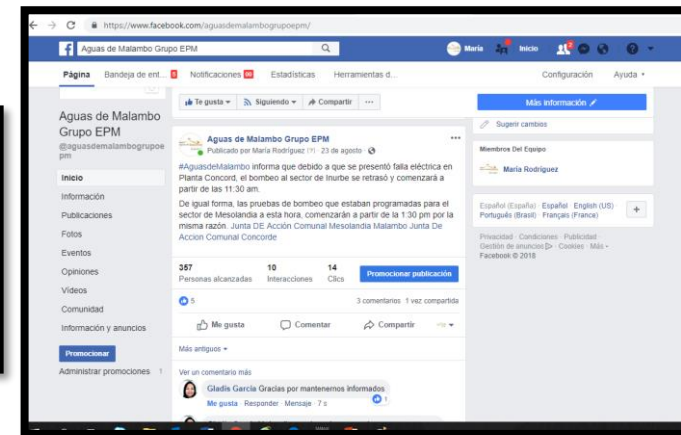 https://www.facebook.com/aguasdemalambogrupoepm/
Aguas de Malambo Grupo EPM
María
Inicio
2
Página
Bandeja de ent...
Notificaciones
Estadísticas
Herramientas d...
Configuración
Ayuda
Aguas de Malambo
Grupo EPM
@aguasdemalambogrupoe
pm
Inicio
Información
Publicaciones
Fotos
Eventos
Opiniones
Videos
Comunidad
Información y anuncios
Promocionar
Administrar promociones 1
Te gusta
Siguiendo
Compartir
...
Aguas de Malambo Grupo EPM
Publicado por María Rodríguez [?] · 23 de agosto ·
#AguasdeMalambo informa que debido a que se presentó falla eléctrica en
Planta Concord, el bombeo al sector de Inurbe se retrasó y comenzará a
partir de las 11:30 am.
De igual forma, las pruebas de bombeo que estaban programadas para el
sector de Mesolandia a esta hora, comenzarán a partir de la 1:30 pm por la
misma razón. Junta DE Acción Comunal Mesolandia Malambo Junta De
Accion Comunal Concorde
357 10 14
Personas alcanzadas Interacciones Clics
Promocionar publicación
5
3 comentarios 1 vez compartida
Me gusta
Comentar
Compartir
Más antiguos
Ver un comentario más
Gladis Garcia Gracias por mantenernos informados
1
Me gusta · Responder · Mensaje · 7 s
Más información
Sugerir cambios
Miembros Del Equipo
María Rodríguez
Español (España) · Español · English (US) ·
Português (Brasil) · Français (France)
+
Privacidad · Condiciones · Publicidad ·
Gestión de anuncios · Cookies · Más
Facebook © 2018